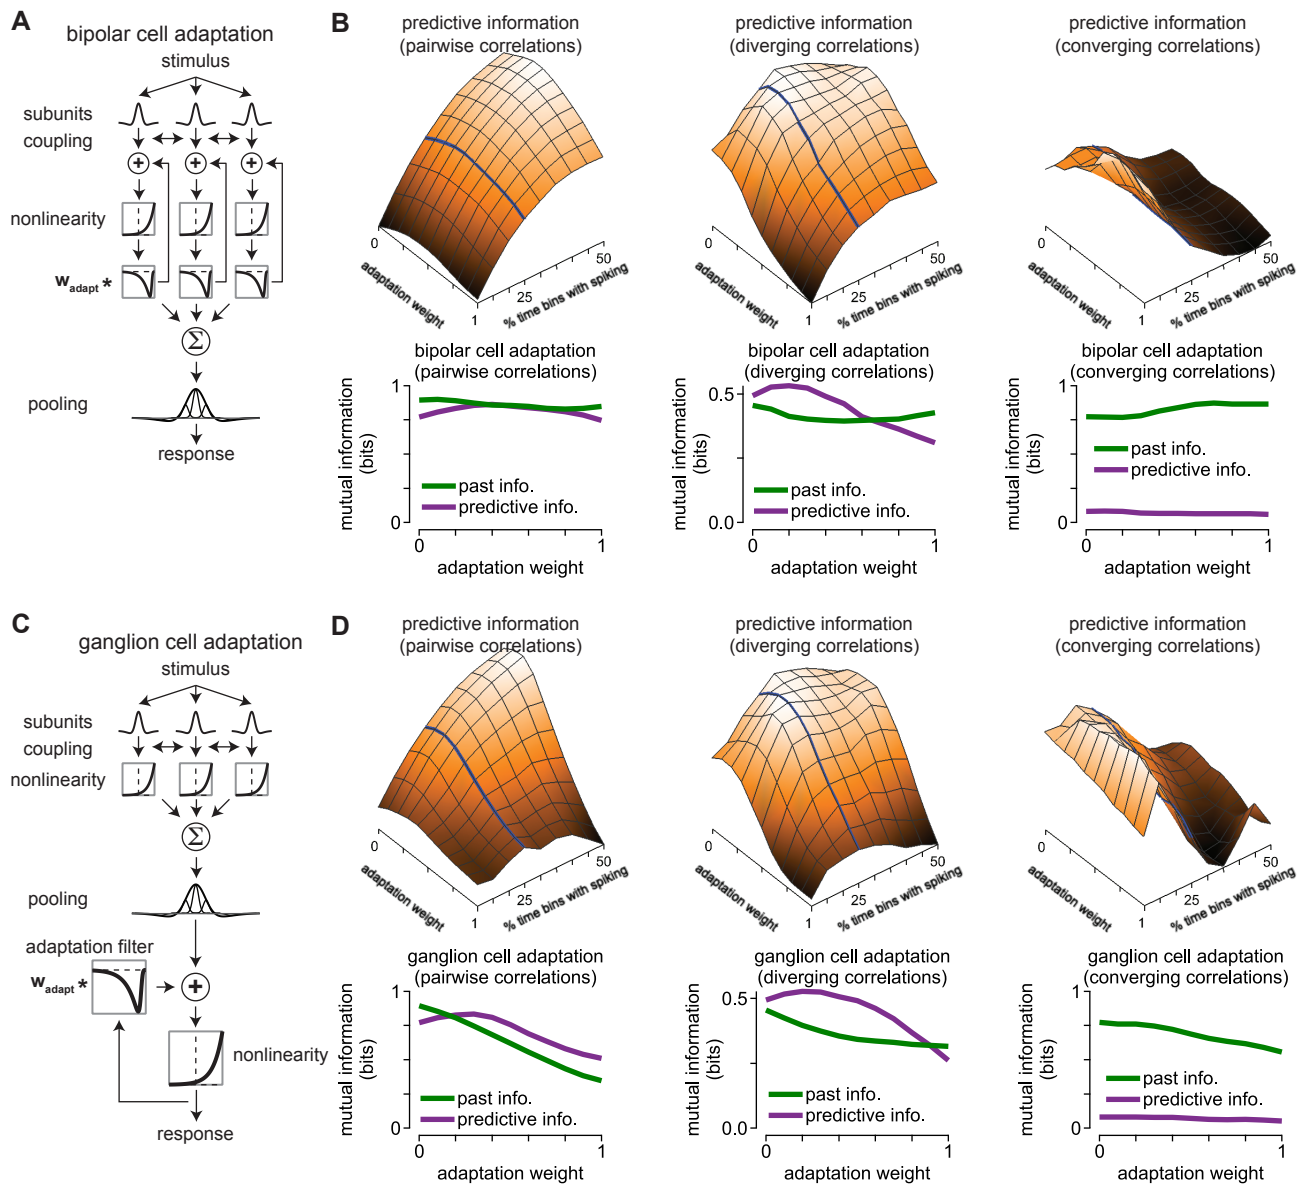 A
bipolar cell adaptation
stimulus
subunits
coupling
+ + +
nonlinearity
w adapt *
Σ
pooling
response
B
predictive information
(pairwise correlations)
0
adaptation weight
1
25
50
% time bins with spiking
predictive information
(diverging correlations)
0
adaptation weight
1
25
50
% time bins with spiking
predictive information
(converging correlations)
0
adaptation weight
1
25
50
% time bins with spiking
bipolar cell adaptation
(pairwise correlations)
mutual information
(bits)
1
0
past info.
predictive info.
0 1
adaptation weight
bipolar cell adaptation
(diverging correlations)
mutual information
(bits)
0.5
0.0
past info.
predictive info.
0 1
adaptation weight
bipolar cell adaptation
(converging correlations)
mutual information
(bits)
1
0
past info.
predictive info.
0 1
adaptation weight
C
ganglion cell adaptation
stimulus
subunits
coupling
nonlinearity
Σ
pooling
adaptation filter
w adapt *
+
nonlinearity
response
D
predictive information
(pairwise correlations)
0
adaptation weight
1
25
50
% time bins with spiking
predictive information
(diverging correlations)
0
adaptation weight
1
25
50
% time bins with spiking
predictive information
(converging correlations)
0
adaptation weight
1
25
50
% time bins with spiking
ganglion cell adaptation
(pairwise correlations)
mutual information
(bits)
1
0
past info.
predictive info.
0 1
adaptation weight
ganglion cell adaptation
(diverging correlations)
mutual information
(bits)
0.5
0.0
past info.
predictive info.
0 1
adaptation weight
ganglion cell adaptation
(converging correlations)
mutual information
(bits)
1
0
past info.
predictive info.
0 1
adaptation weight